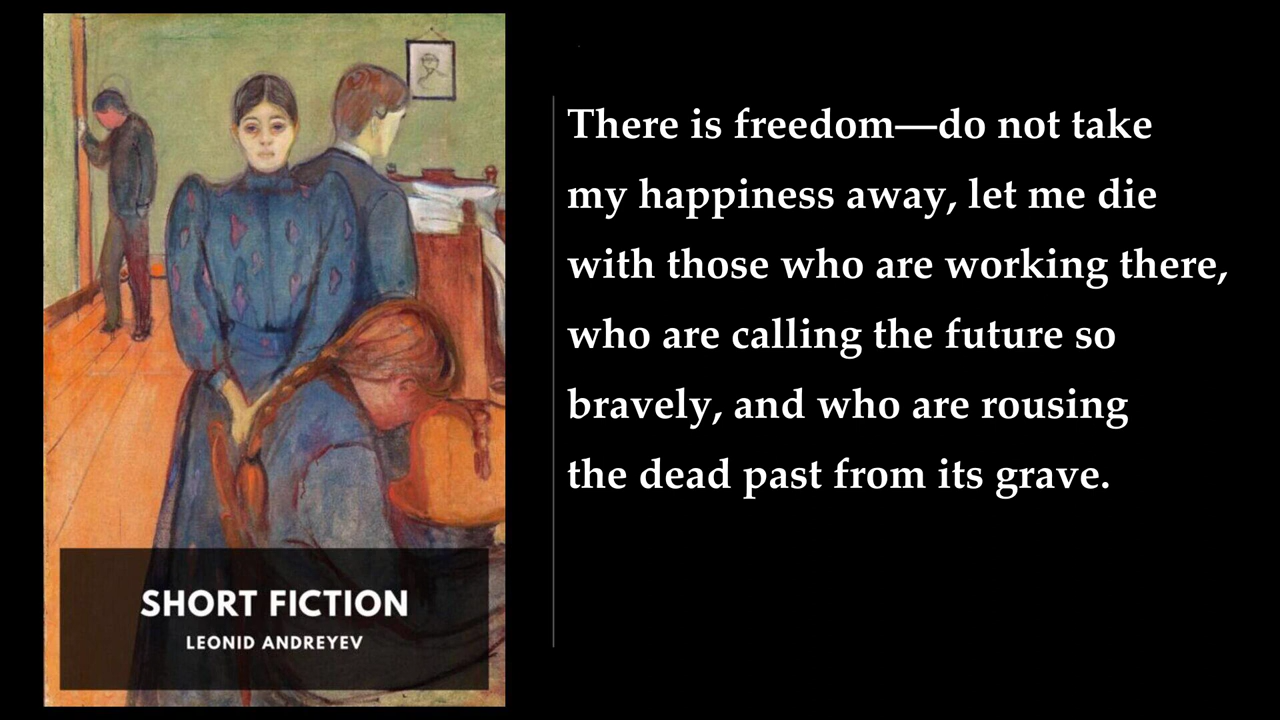 There is freedom—do not take
my happiness away, let me die
with those who are working there,
who are calling the future so
bravely, and who are rousing
the dead past from its grave.
SHORT FICTION
LEONID ANDREYEV